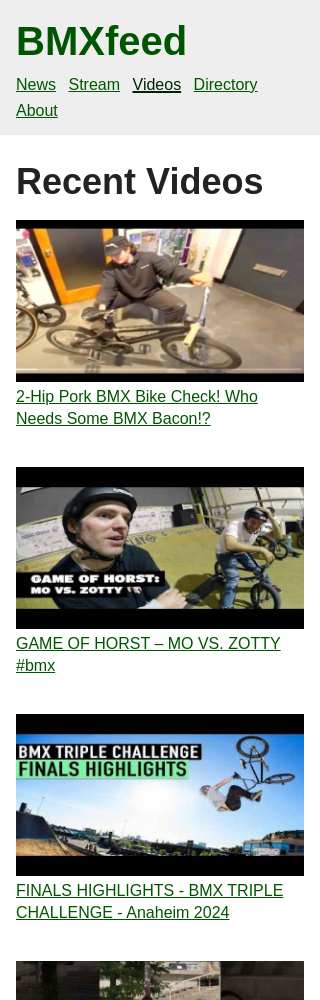 BMXfeed
News Stream Videos Directory
About
Recent Videos
2-Hip Pork BMX Bike Check! Who
Needs Some BMX Bacon!?
GAME OF HORST:
MO VS. ZOTTY
GAME OF HORST – MO VS. ZOTTY
#bmx
BMX TRIPLE CHALLENGE
FINALS HIGHLIGHTS
FINALS HIGHLIGHTS - BMX TRIPLE
CHALLENGE - Anaheim 2024